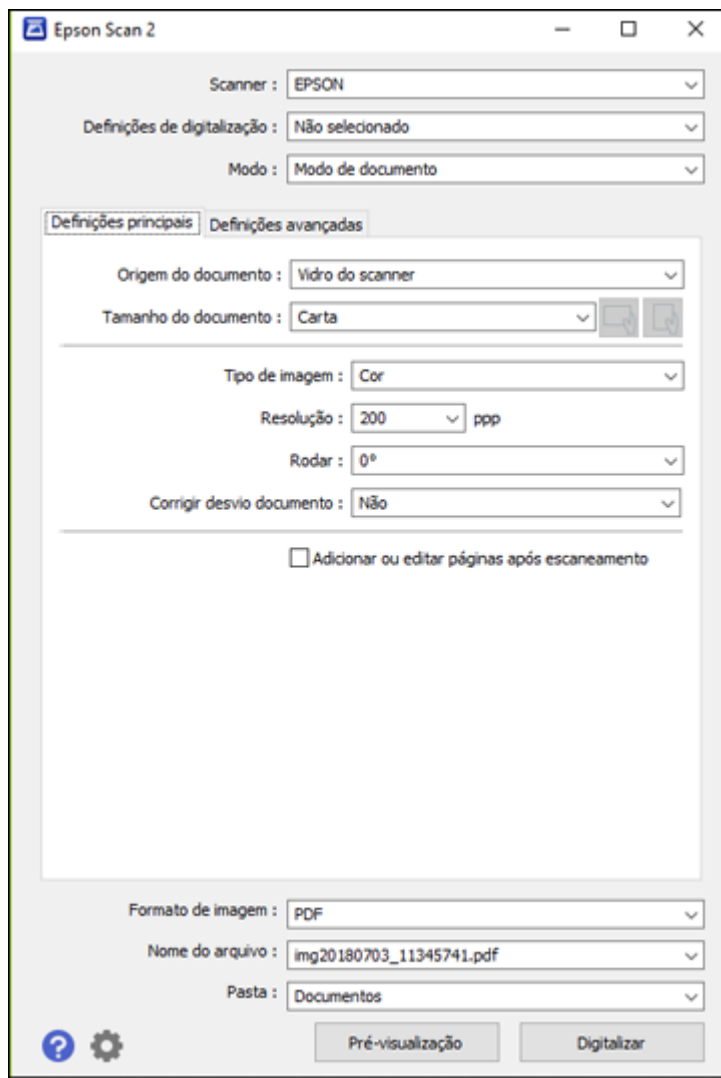 Epson Scan 2
Scanner : EPSON
Definições de digitalização : Não selecionado
Modo : Modo de documento
Definições principais Definições avançadas
Origem do documento : Vidro do scanner
Tamanho do documento : Carta
Tipo de imagem : Cor
Resolução : 200 ppp
Rodar : 0°
Corrigir desvio documento : Não
Adicionar ou editar páginas após escaneamento
Formato de imagem : PDF
Nome do arquivo : img20180703_11345741.pdf
Pasta : Documentos
? Pré-visualização Digitalizar